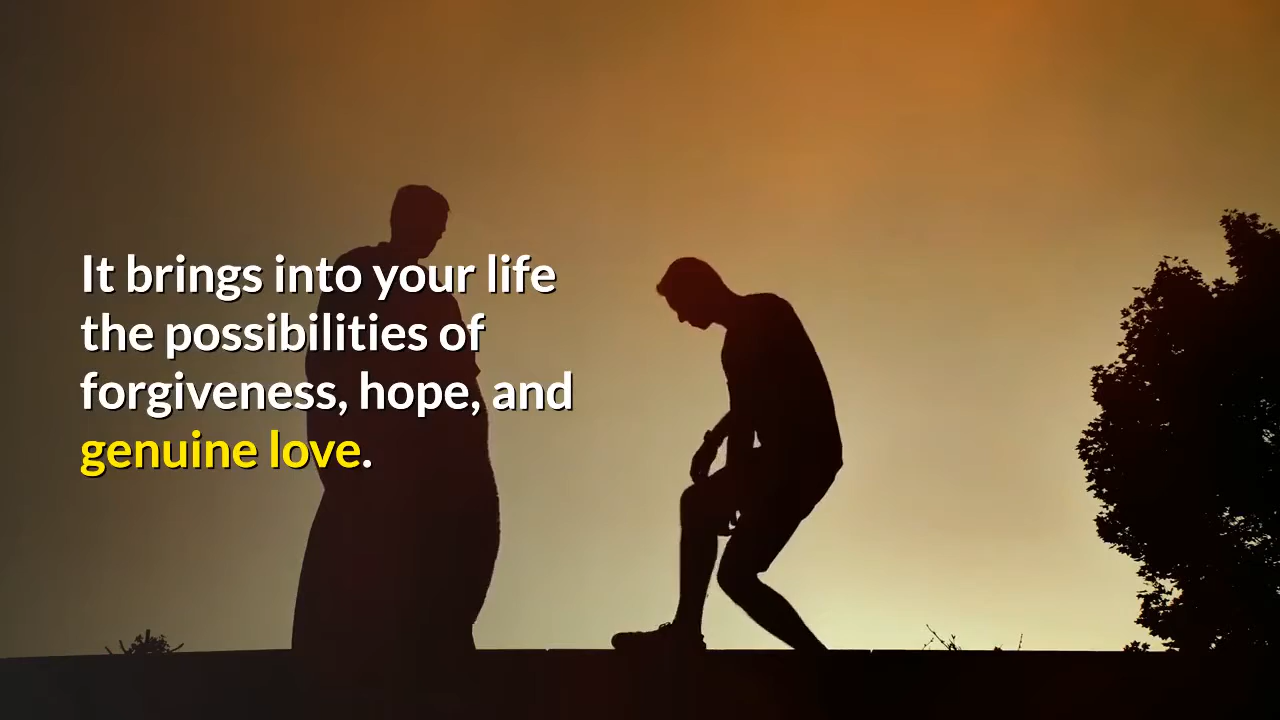 It brings into your life
the possibilities of
forgiveness, hope, and
genuine love.